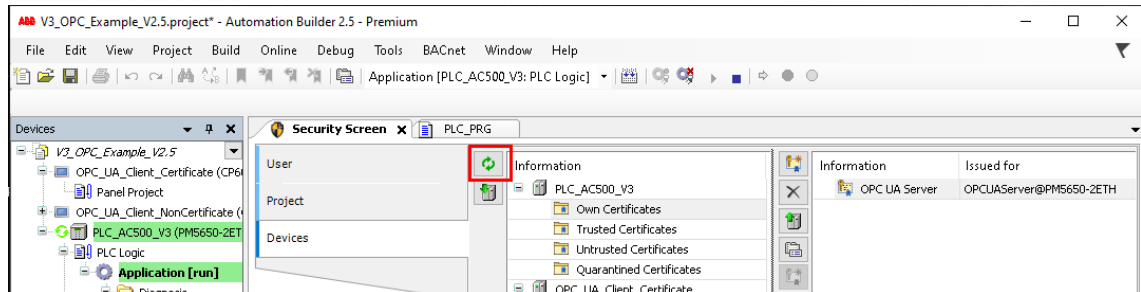 ABB V3_OPC_Example_V2.5.project* - Automation Builder 2.5 - Premium
File Edit View Project Build Online Debug Tools BACnet Window Help
Application [PLC_AC500_V3: PLC Logic]
Devices
Security Screen
PLC_PRG
V3_OPC_Example_V2.5
OPC_UA_Client_Certificate (CP6
Panel Project
OPC_UA_Client_NonCertificate (
PLC_AC500_V3 (PM5650-2ET
PLC Logic
Application [run]
Diagnosis
User
Project
Devices
Information
PLC_AC500_V3
Own Certificates
Trusted Certificates
Untrusted Certificates
Quarantined Certificates
OPC_UA_Client_Certificate
Information Issued for
OPC UA Server OPCUAServer@PM5650-2ETH